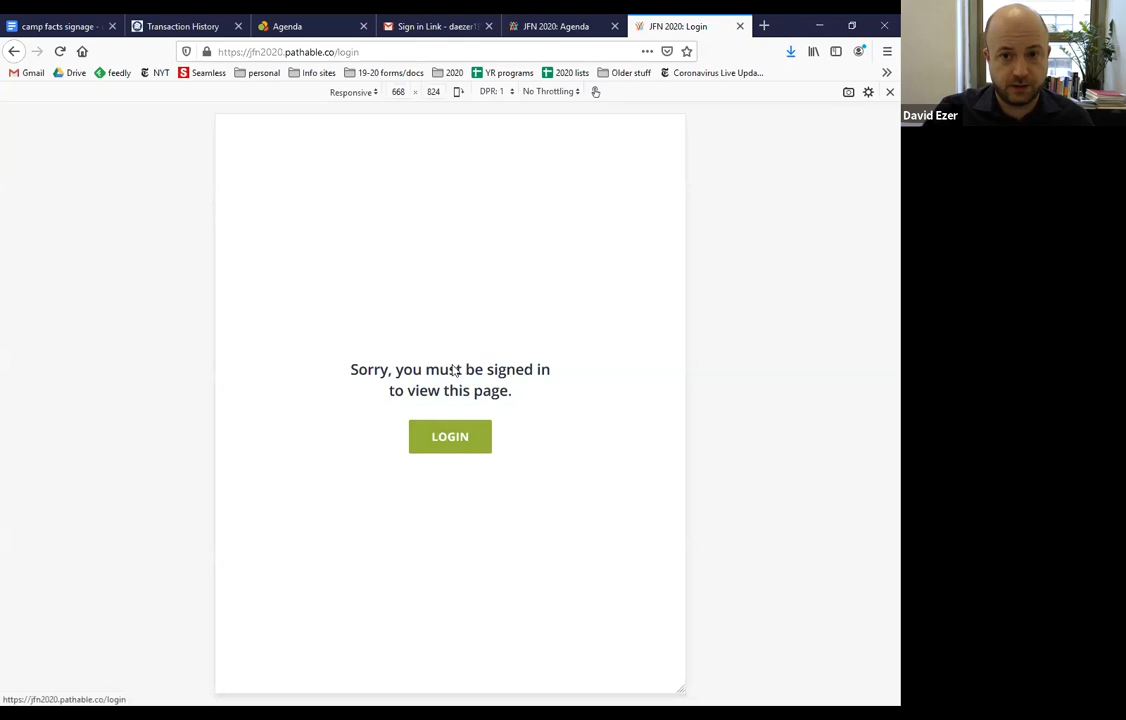 camp facts signage -
Transaction History
Agenda
Sign in Link - daezer1
JFN 2020: Agenda
JFN 2020: Login
https://jfn2020.pathable.co/login
Gmail
Drive
feedly
NYT
Seamless
personal
Info sites
19-20 forms/docs
2020
YR programs
2020 lists
Older stuff
Coronavirus Live Upda...
Responsive
668 × 824
DPR: 1
No Throttling
David Ezer
Sorry, you must be signed in
to view this page.
LOGIN
https://jfn2020.pathable.co/login